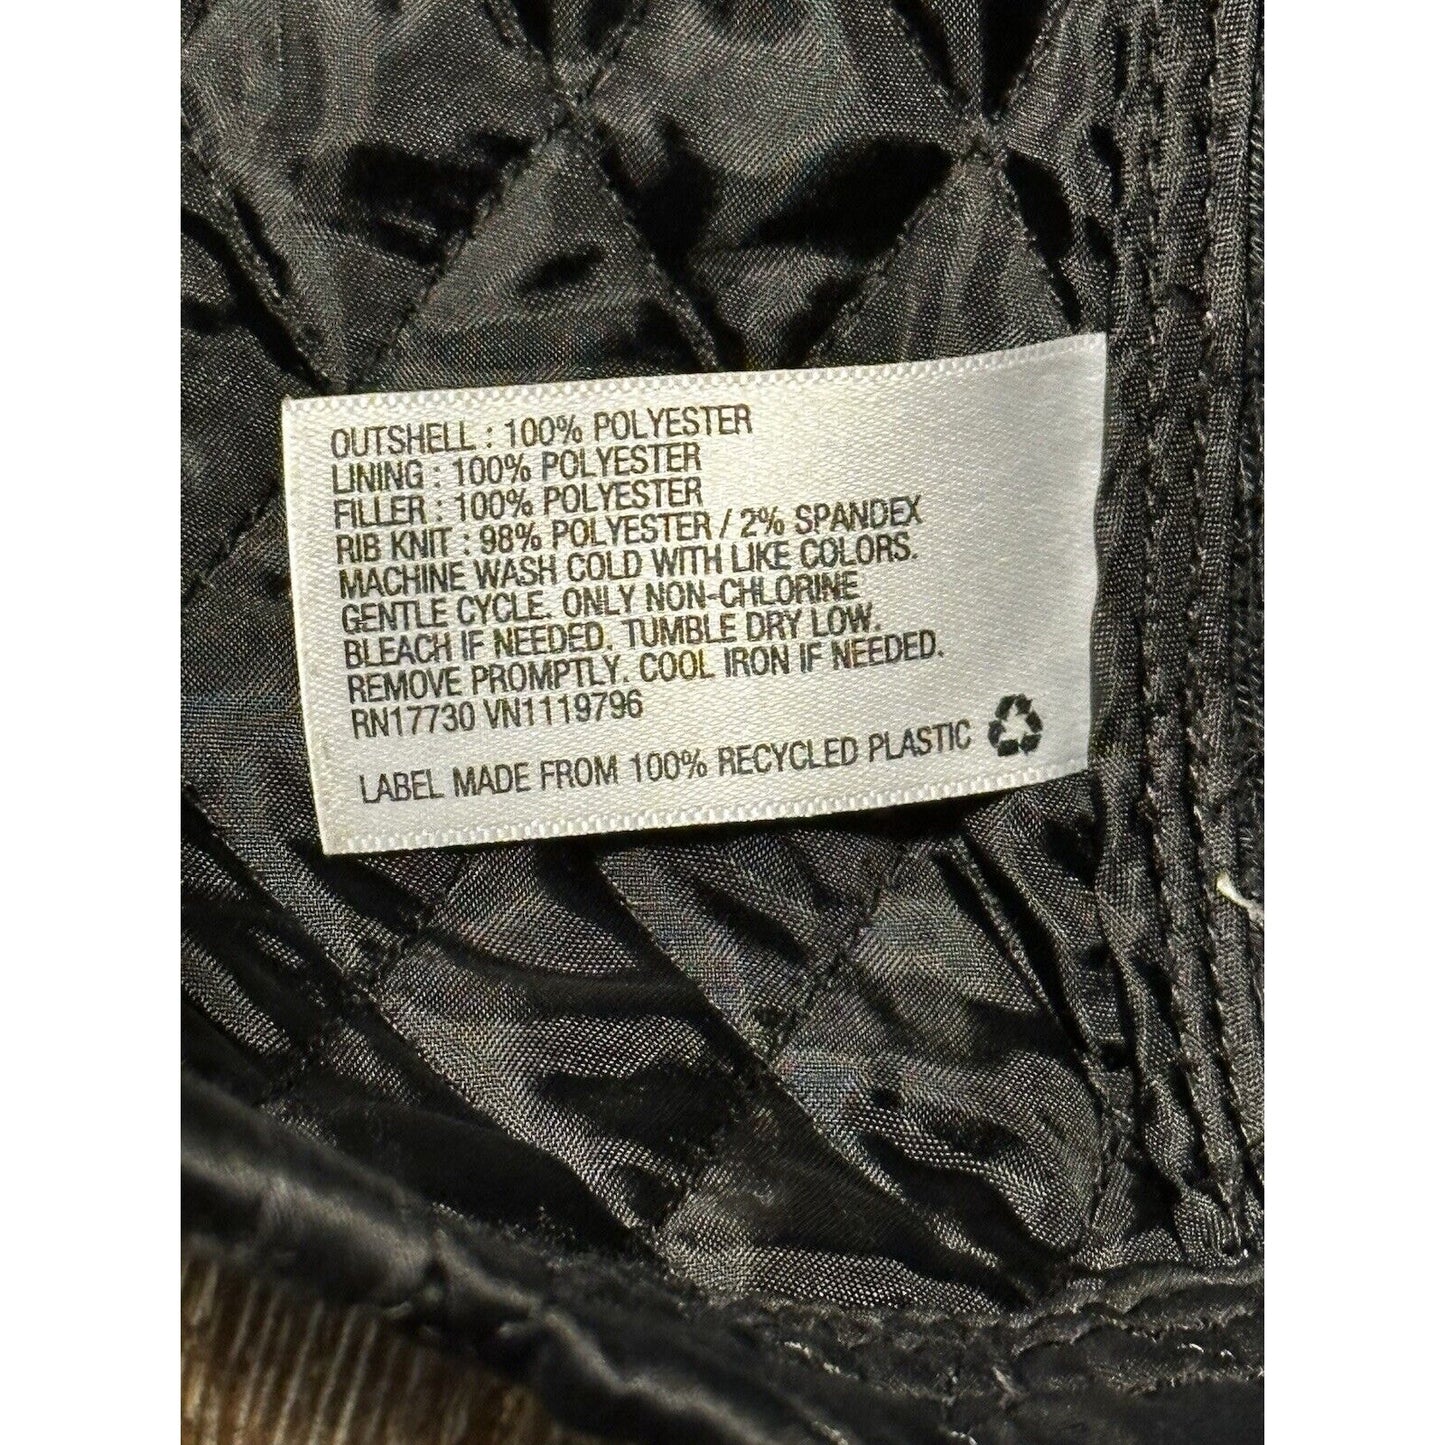 OUTSHELL : 100% POLYESTER
LINING : 100% POLYESTER
FILLER : 100% POLYESTER
RIB KNIT : 98% POLYESTER / 2% SPANDEX
MACHINE WASH COLD WITH LIKE COLORS.
GENTLE CYCLE. ONLY NON-CHLORINE
BLEACH IF NEEDED. TUMBLE DRY LOW.
REMOVE PROMPTLY. COOL IRON IF NEEDED.
RN17730 VN1119796
LABEL MADE FROM 100% RECYCLED PLASTIC